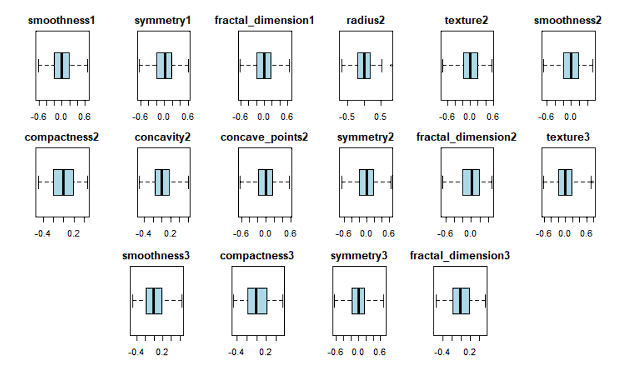 smoothness1 symmetry1 fractal_dimension1 radius2 texture2 smoothness2
-0.6 0.0 0.6 -0.6 0.0 0.6 -0.6 0.0 0.6 -0.5 0.5 -0.6 0.0 0.6 -0.6 0.0
compactness2 concavity2 concave_points2 symmetry2 fractal_dimension2 texture3
-0.4 0.2 -0.4 0.2 -0.6 0.0 0.6 -0.6 0.0 0.6 -0.6 0.0 -0.6 0.0 0.6
smoothness3 compactness3 symmetry3 fractal_dimension3
-0.4 0.2 -0.4 0.2 -0.6 0.0 0.6 -0.4 0.2